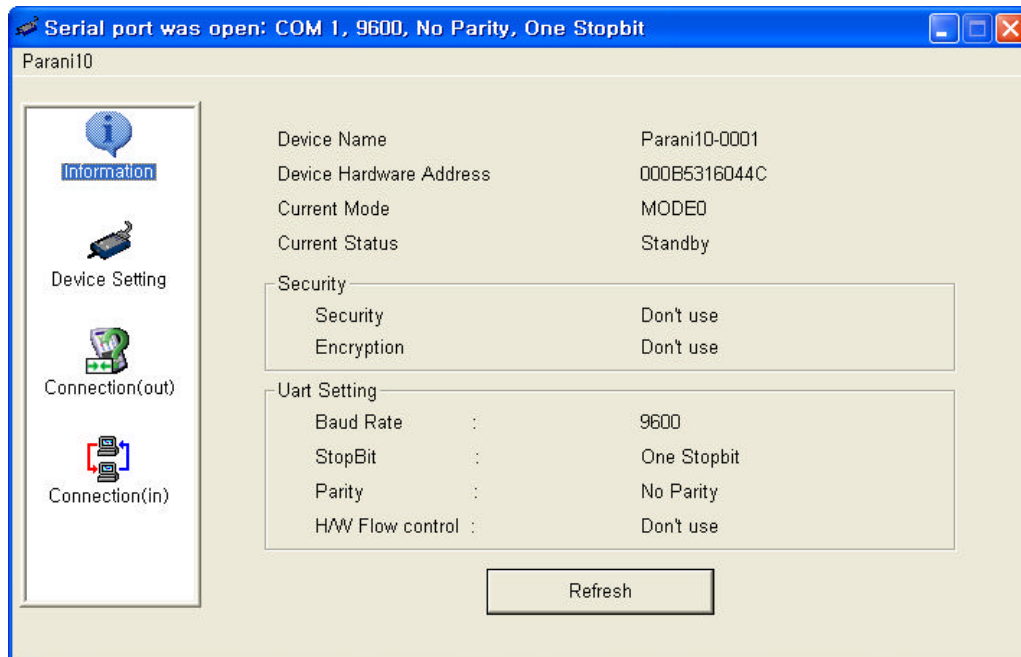 Serial port was open: COM 1, 9600, No Parity, One Stopbit
Parani10
Information
Device Setting
Connection(out)
Connection(in)
Device Name Parani10-0001
Device Hardware Address 000B5316044C
Current Mode MODE0
Current Status Standby
Security
Security Don't use
Encryption Don't use
Uart Setting
Baud Rate : 9600
StopBit : One Stopbit
Parity : No Parity
H/W Flow control : Don't use
Refresh